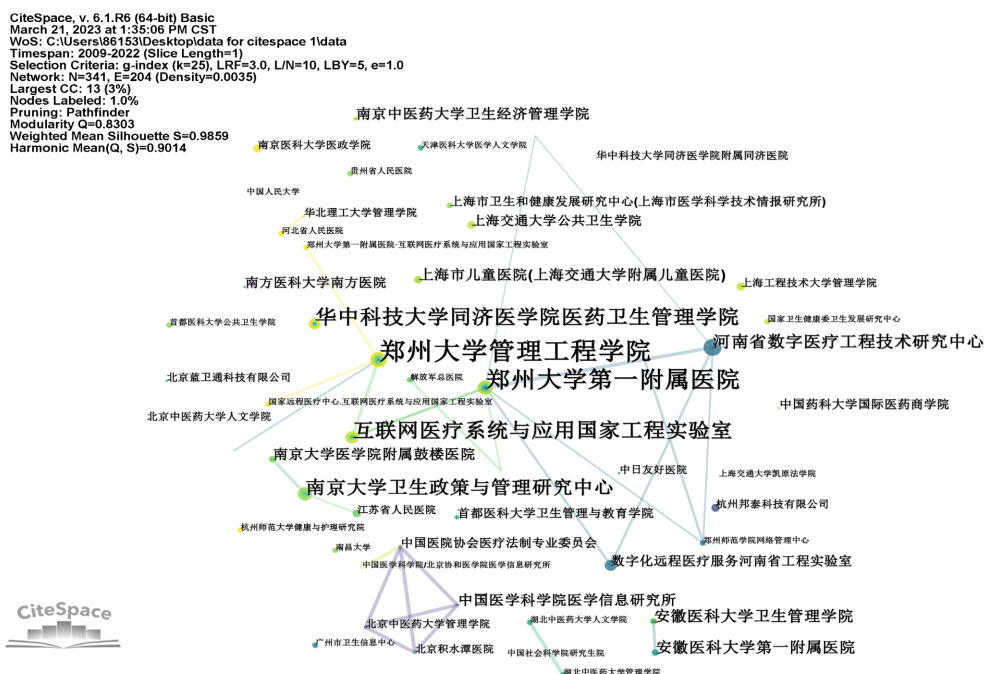 CiteSpace, v. 6.1.R6 (64-bit) Basic
March 21, 2023 at 1:35:06 PM CST
WoS: C:\Users\86153\Desktop\data for citespace 1\data
Timespan: 2009-2022 (Slice Length=1)
Selection Criteria: g-index (k=25), LRF=3.0, L/N=10, LBY=5, e=1.0
Network: N=341, E=204 (Density=0.0035)
Largest CC: 13 (3%)
Nodes Labeled: 1.0%
Pruning: Pathfinder
Modularity Q=0.8303
Weighted Mean Silhouette S=0.9859
Harmonic Mean(Q, S)=0.9014
南京中医药大学卫生经济管理学院
南京医科大学医政学院
天津医科大学医学人文学院
华中科技大学同济医学院附属同济医院
贵州省人民医院
中国人民大学
上海市卫生和健康发展研究中心(上海市医学科学技术情报研究所)
华北理工大学管理学院
上海交通大学公共卫生学院
河北省人民医院
郑州大学第一附属医院·互联网医疗系统与应用国家工程实验室
上海市儿童医院(上海交通大学附属儿童医院)
南方医科大学南方医院
上海工程技术大学管理学院
首都医科大学公共卫生学院
华中科技大学同济医学院医药卫生管理学院
国家卫生健康委卫生发展研究中心
河南省数字医疗工程技术研究中心
郑州大学管理工程学院
北京蓝卫通科技有限公司
解放军总医院
郑州大学第一附属医院
国家远程医疗中心.互联网医疗系统与应用国家工程实验室
中国药科大学国际医药商学院
北京中医药大学人文学院
互联网医疗系统与应用国家工程实验室
南京大学医学院附属鼓楼医院
中日友好医院
上海交通大学凯原法学院
南京大学卫生政策与管理研究中心
杭州邦泰科技有限公司
江苏省人民医院
首都医科大学卫生管理与教育学院
杭州师范大学健康与护理研究院
郑州师范学院网络管理中心
南昌大学
中国医院协会医疗法制专业委员会
中国医学科学院/北京协和医学院医学信息研究所
数字化远程医疗服务河南省工程实验室
中国医学科学院医学信息研究所
北京中医药大学管理学院
湖北中医药大学人文学院
安徽医科大学卫生管理学院
广州市卫生信息中心
北京积水潭医院
中国社会科学院研究生院
安徽医科大学第一附属医院
湖北中医药大学管理学院
CiteSpace